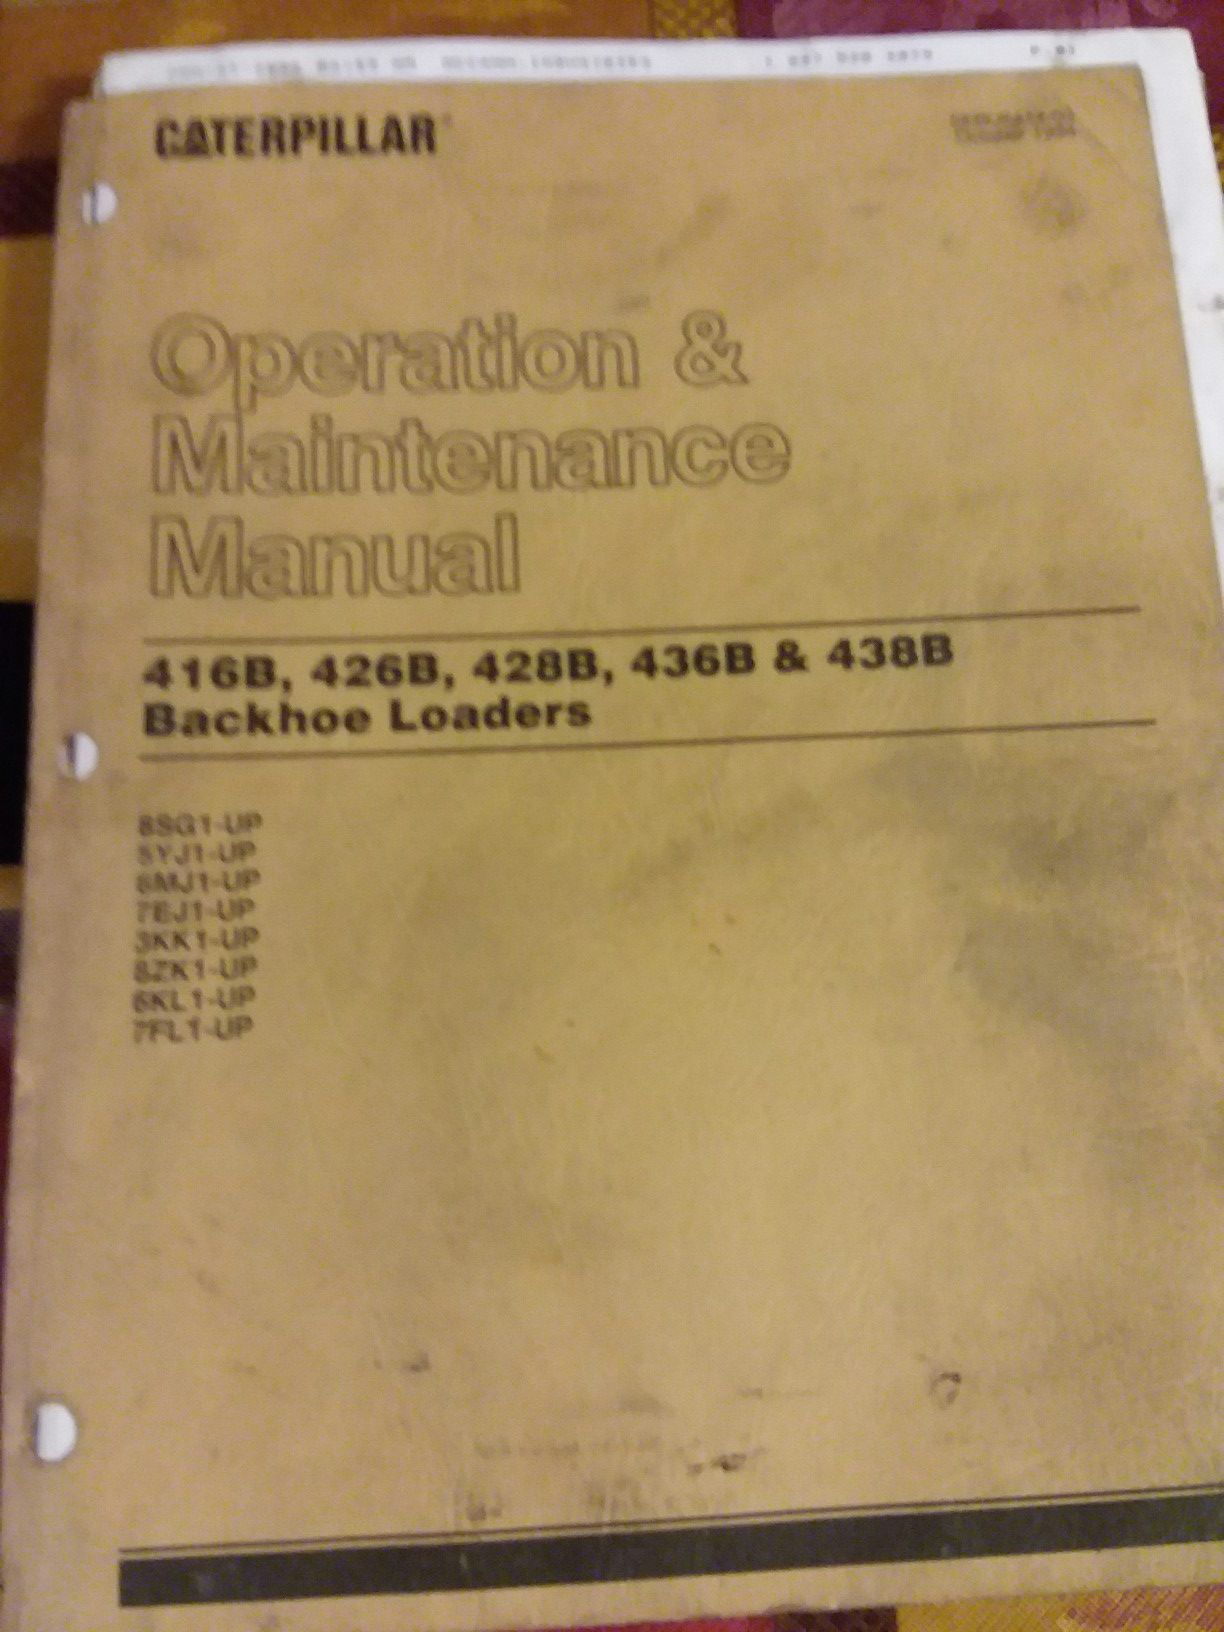 CATERPILLAR
Operation &
Maintenance
Manual
416B, 426B, 428B, 436B & 438B
Backhoe Loaders
8SG1-UP
5YJ1-UP
6MJ1-UP
7EJ1-UP
3KK1-UP
8ZK1-UP
6KL1-UP
7FL1-UP